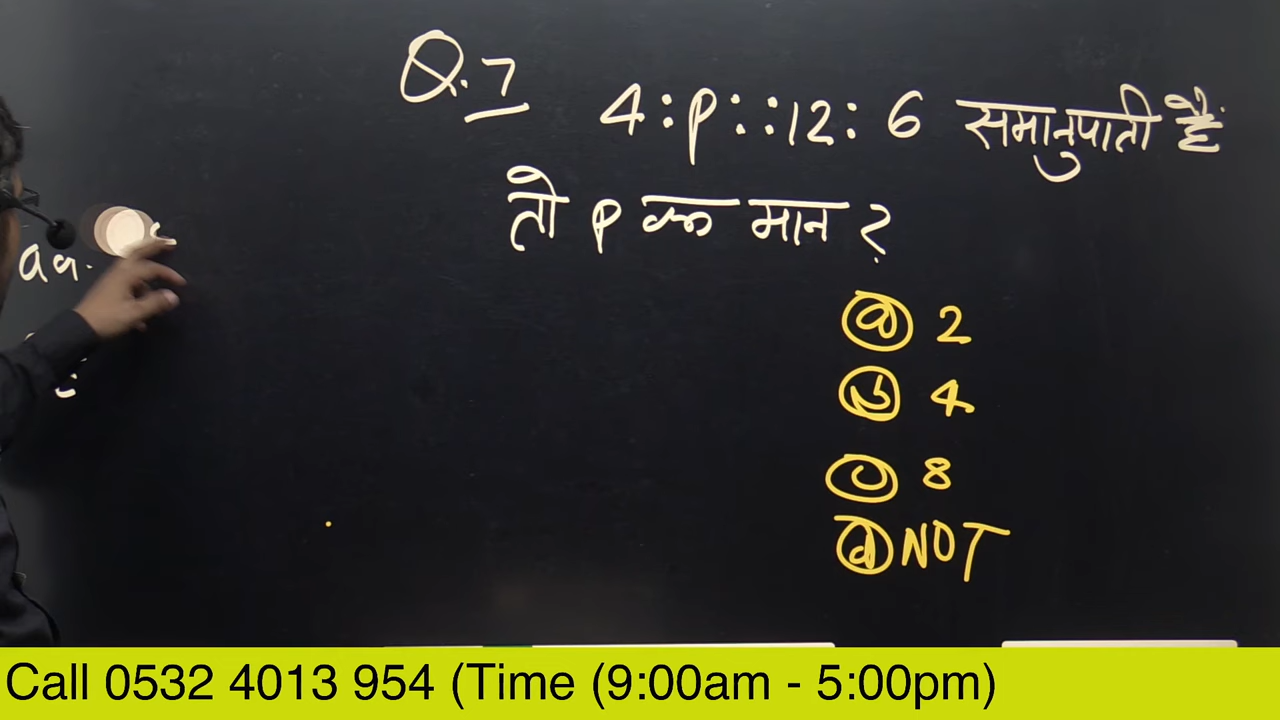 Q.7 4:p::12:6 समानुपाती है
तो p का मान ?
(a) 2
(b) 4
(c) 8
(d) NOT
Call 0532 4013 954 (Time (9:00am - 5:00pm)